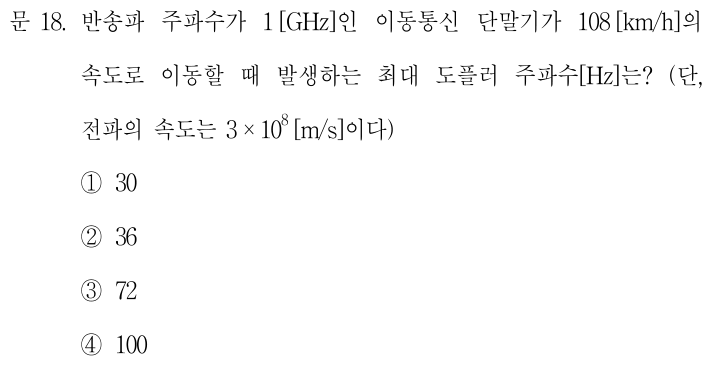 문 18. 반송파 주파수가 1[GHz]인 이동통신 단말기가 108[km/h]의
속도로 이동할 때 발생하는 최대 도플러 주파수[Hz]는? (단,
전파의 속도는 3 × 10⁸[m/s]이다)
① 30
② 36
③ 72
④ 100